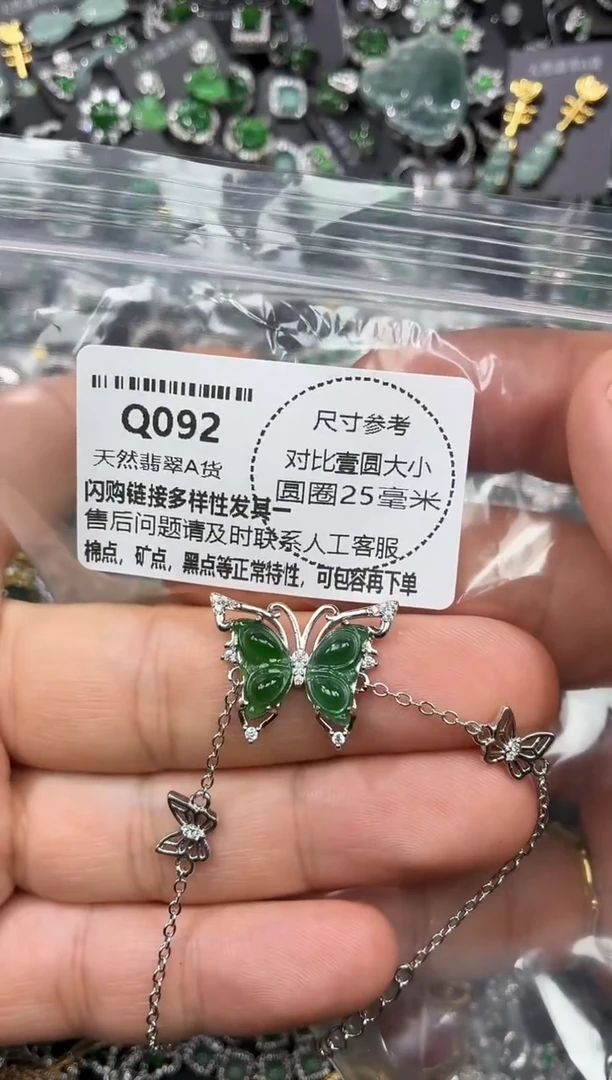 Q092
天然翡翠A货
尺寸参考
对比壹圆大小
圆圈25毫米
闪购链接多样性发其一
售后问题请及时联系人工客服
棉点，矿点，黑点等正常特性，可包容再下单